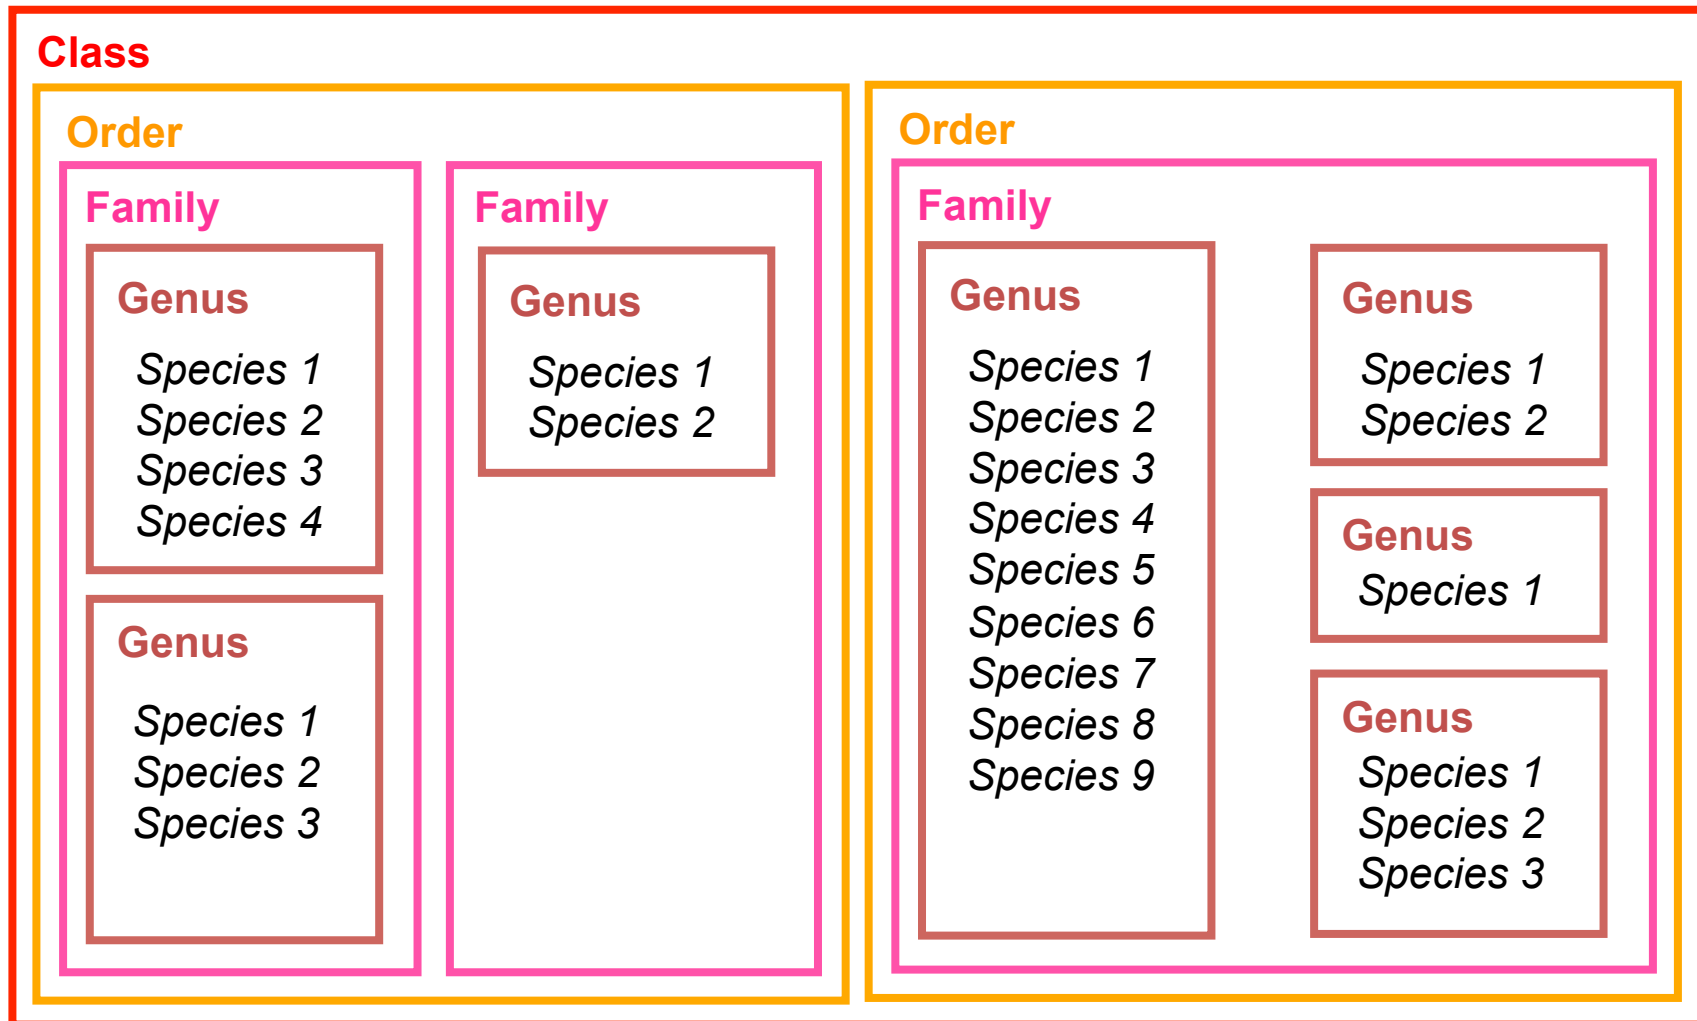 Class
Order
Family
Genus
Species 1
Species 2
Species 3
Species 4
Genus
Species 1
Species 2
Species 3
Family
Genus
Species 1
Species 2
Order
Family
Genus
Species 1
Species 2
Species 3
Species 4
Species 5
Species 6
Species 7
Species 8
Species 9
Genus
Species 1
Species 2
Genus
Species 1
Genus
Species 1
Species 2
Species 3